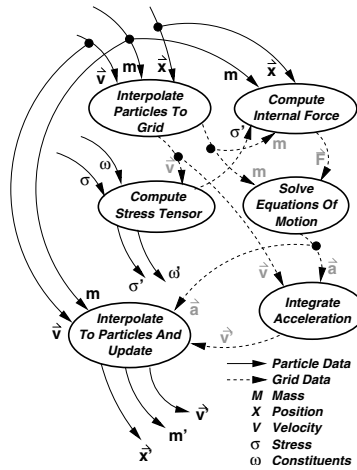 v⃗ m x⃗ m x⃗
Interpolate
Particles To
Grid
Compute
Internal Force
σ' m F⃗
v⃗ m
ω
σ
Compute
Stress Tensor
Solve
Equations Of
Motion
σ' ω'
v⃗ a⃗
m a⃗
v⃗
Interpolate
To Particles And
Update
Integrate
Acceleration
v⃗'
v⃗'
m'
x⃗'
Particle Data
Grid Data
M Mass
X Position
V Velocity
σ Stress
ω Constituents